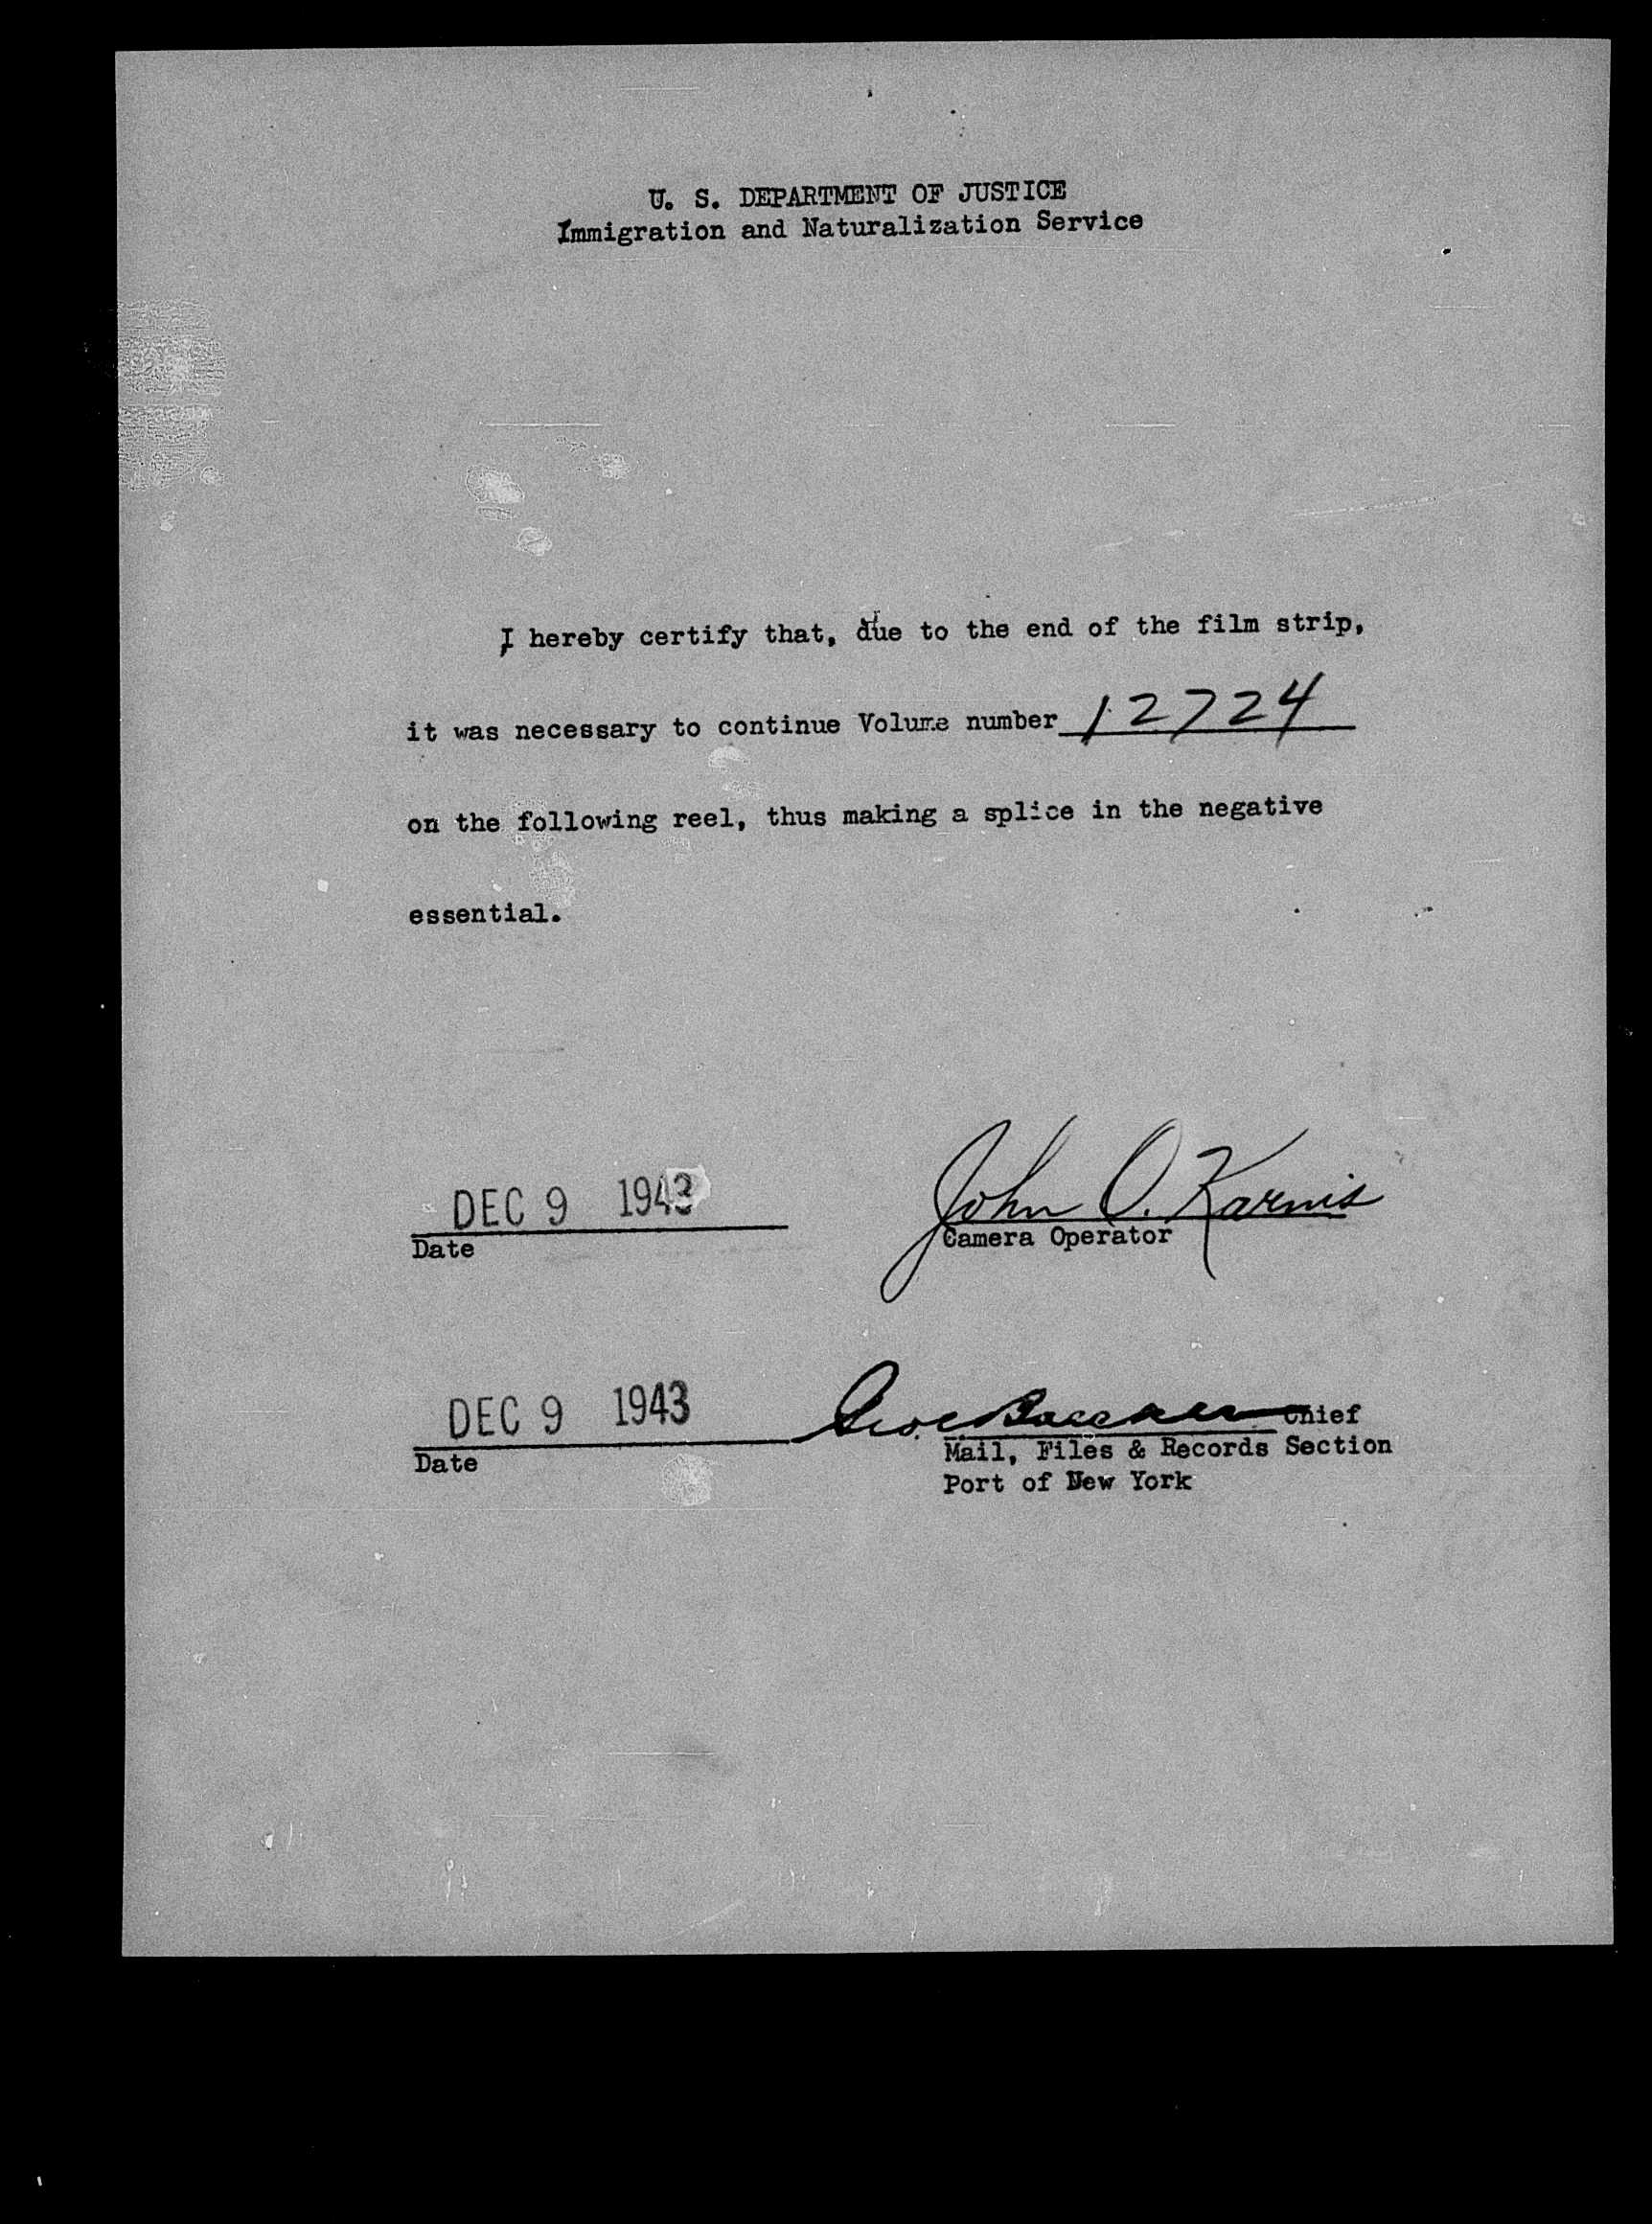 U. S. DEPARTMENT OF JUSTICE
Immigration and Naturalization Service
I hereby certify that, due to the end of the film strip,
it was necessary to continue Volume number 12724
on the following reel, thus making a splice in the negative
essential.
DEC 9 1943
Date
John O. Karnis
Camera Operator
DEC 9 1943
Date
Chief
Mail, Files & Records Section
Port of New York